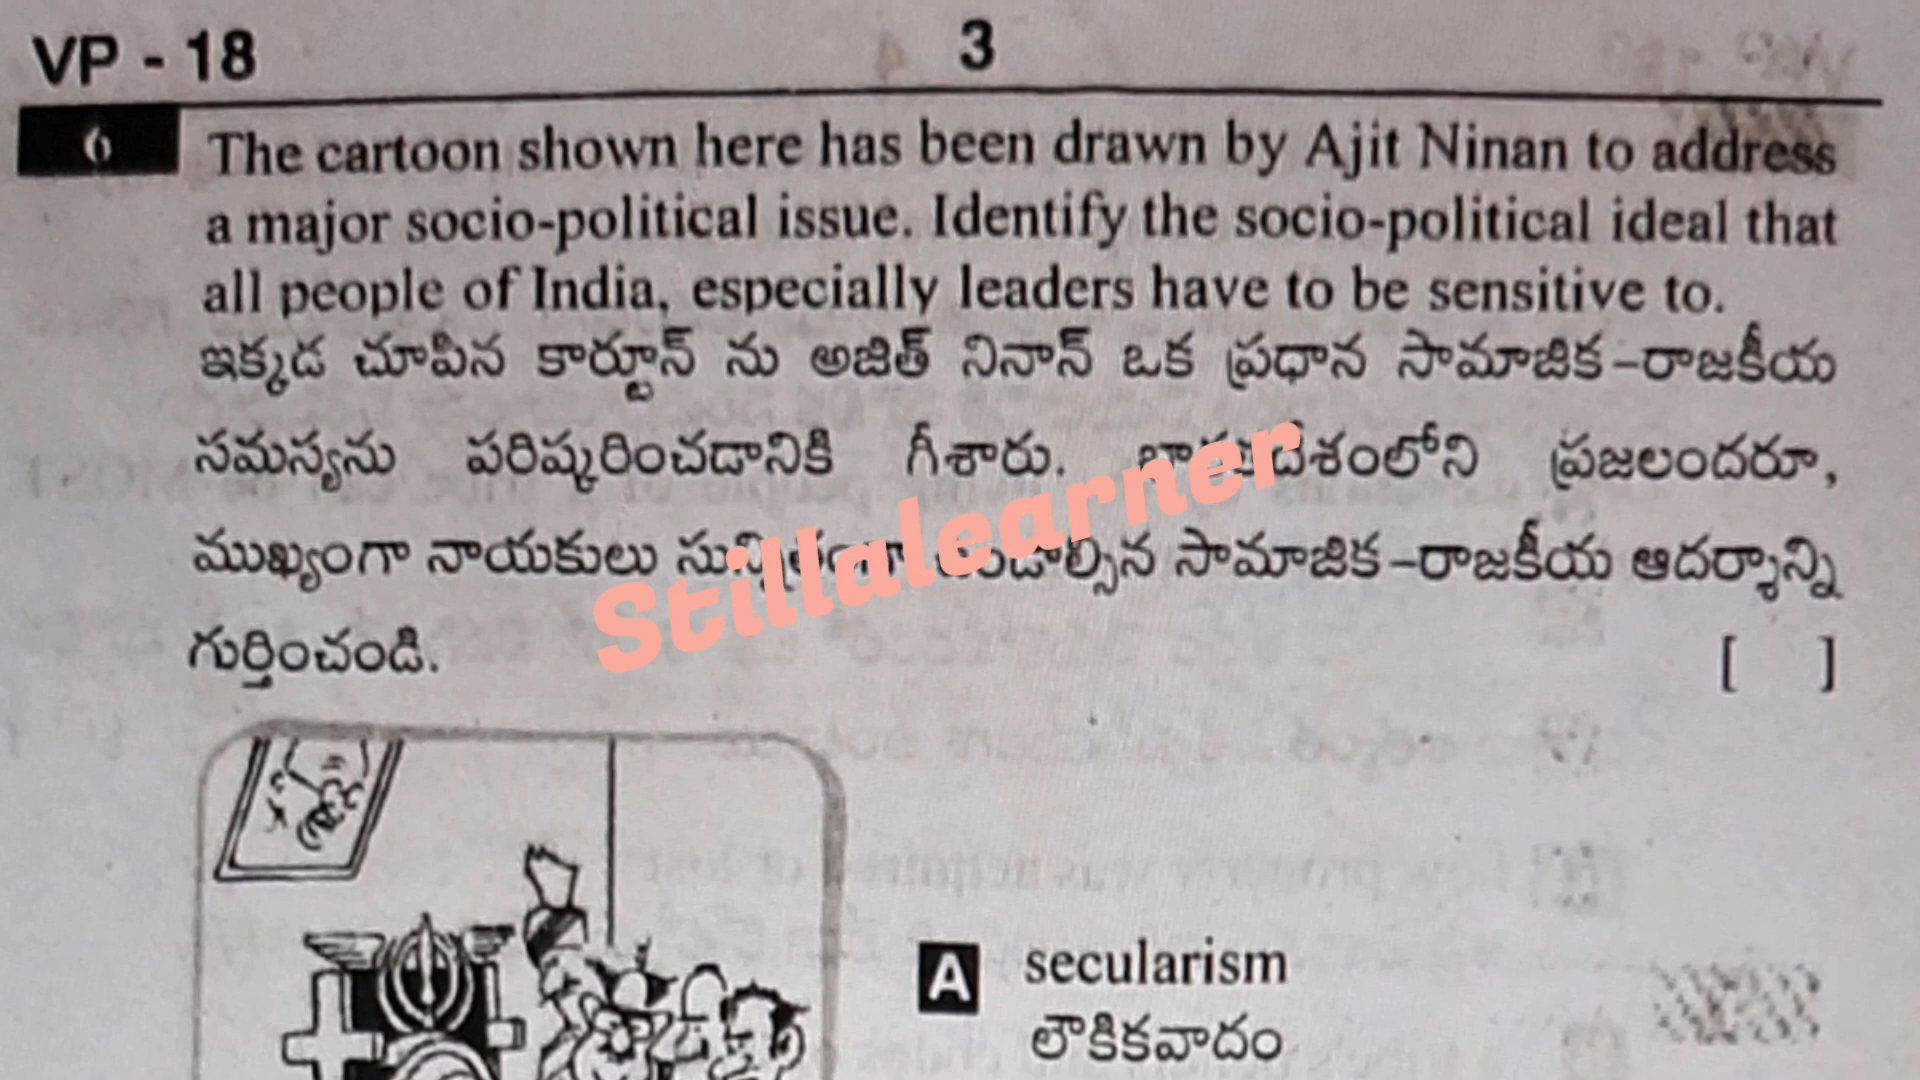 VP - 18
3
6
The cartoon shown here has been drawn by Ajit Ninan to address
a major socio-political issue. Identify the socio-political ideal that
all people of India, especially leaders have to be sensitive to.
ఇక్కడ చూపిన కార్టూన్ ను అజిత్ నినాన్ ఒక ప్రధాన సామాజిక-రాజకీయ
సమస్యను పరిష్కరించడానికి గీశారు. ప్రజలందరూ,
ముఖ్యంగా నాయకులు సామాజిక-రాజకీయ ఆదర్శాన్ని
గుర్తించండి.
[ ]
Stillalearner
A secularism
లౌకికవాదం